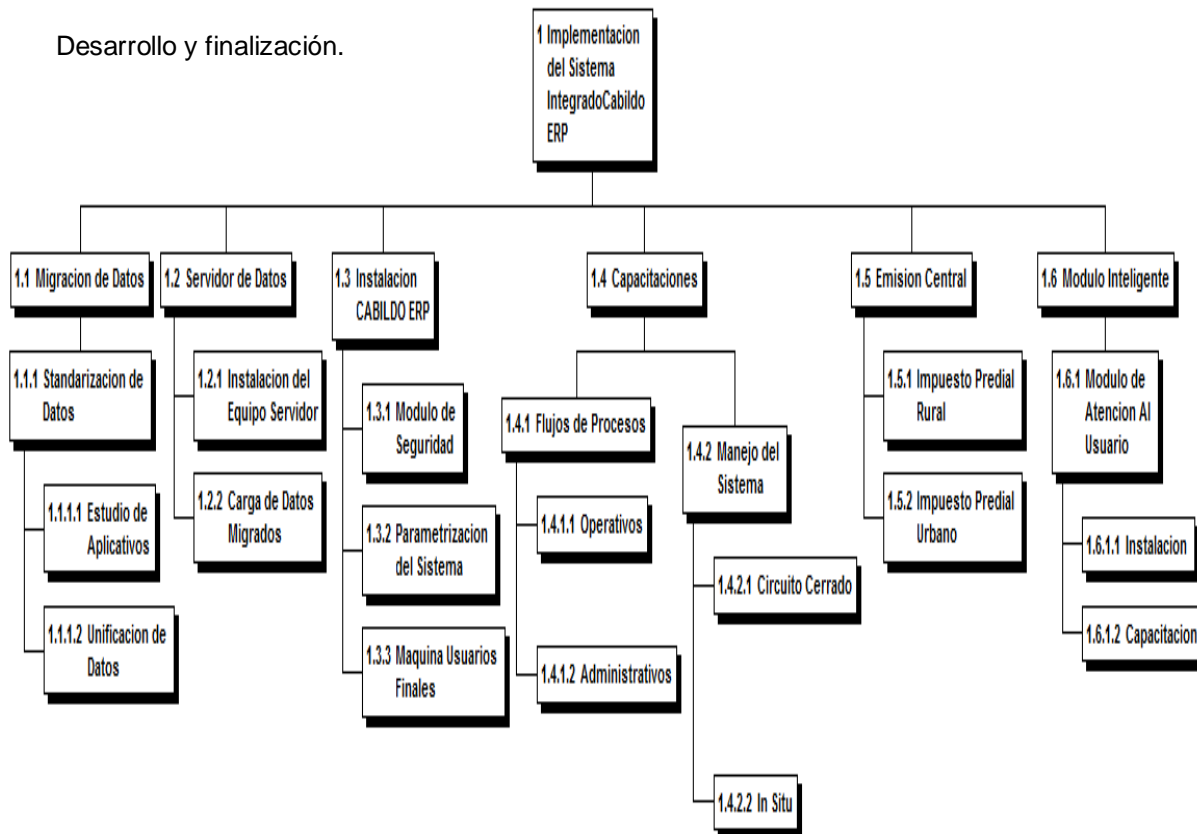 Desarrollo y finalización.
1 Implementacion
del Sistema
IntegradoCabildo
ERP
1.1 Migracion de Datos
1.2 Servidor de Datos
1.3 Instalacion
CABILDO ERP
1.4 Capacitaciones
1.5 Emision Central
1.6 Modulo Inteligente
1.1.1 Standarizacion de
Datos
1.1.1.1 Estudio de
Aplicativos
1.1.1.2 Unificacion de
Datos
1.2.1 Instalacion del
Equipo Servidor
1.2.2 Carga de Datos
Migrados
1.3.1 Modulo de
Seguridad
1.3.2 Parametrizacion
del Sistema
1.3.3 Maquina Usuarios
Finales
1.4.1 Flujos de Procesos
1.4.1.1 Operativos
1.4.1.2 Administrativos
1.4.2 Manejo del
Sistema
1.4.2.1 Circuito Cerrado
1.4.2.2 In Situ
1.5.1 Impuesto Predial
Rural
1.5.2 Impuesto Predial
Urbano
1.6.1 Modulo de
Atencion Al
Usuario
1.6.1.1 Instalacion
1.6.1.2 Capacitacion